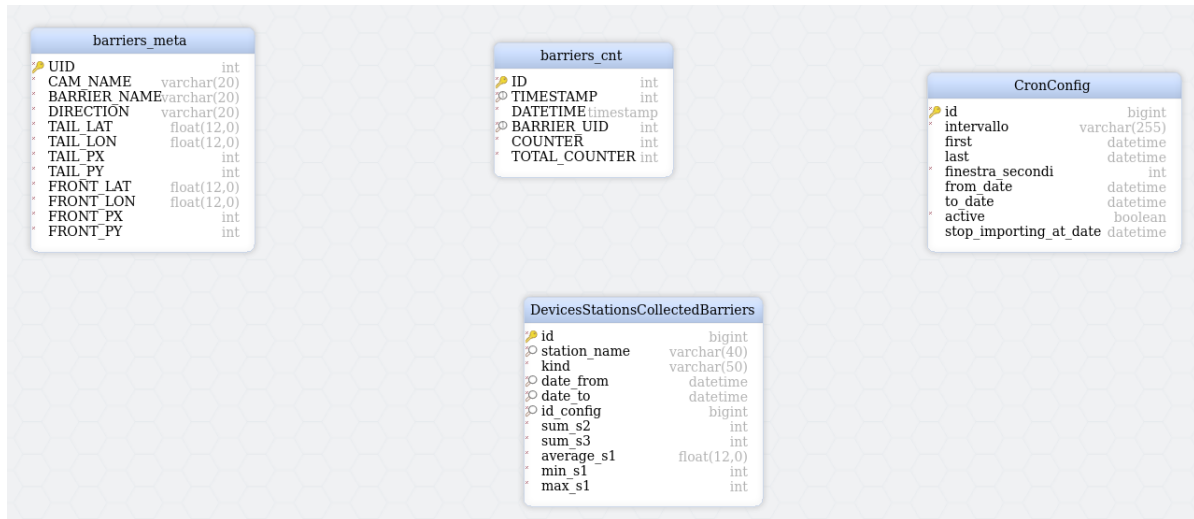 barriers_meta
UID int
CAM_NAME varchar(20)
BARRIER_NAME varchar(20)
DIRECTION varchar(20)
TAIL_LAT float(12,0)
TAIL_LON float(12,0)
TAIL_PX int
TAIL_PY int
FRONT_LAT float(12,0)
FRONT_LON float(12,0)
FRONT_PX int
FRONT_PY int
barriers_cnt
ID int
TIMESTAMP int
DATETIME timestamp
BARRIER_UID int
COUNTER int
TOTAL_COUNTER int
CronConfig
id bigint
intervallo varchar(255)
first datetime
last datetime
finestra_secondi int
from_date datetime
to_date datetime
active boolean
stop_importing_at_date datetime
DevicesStationsCollectedBarriers
id bigint
station_name varchar(40)
kind varchar(50)
date_from datetime
date_to datetime
id_config bigint
sum_s2 int
sum_s3 int
average_s1 float(12,0)
min_s1 int
max_s1 int